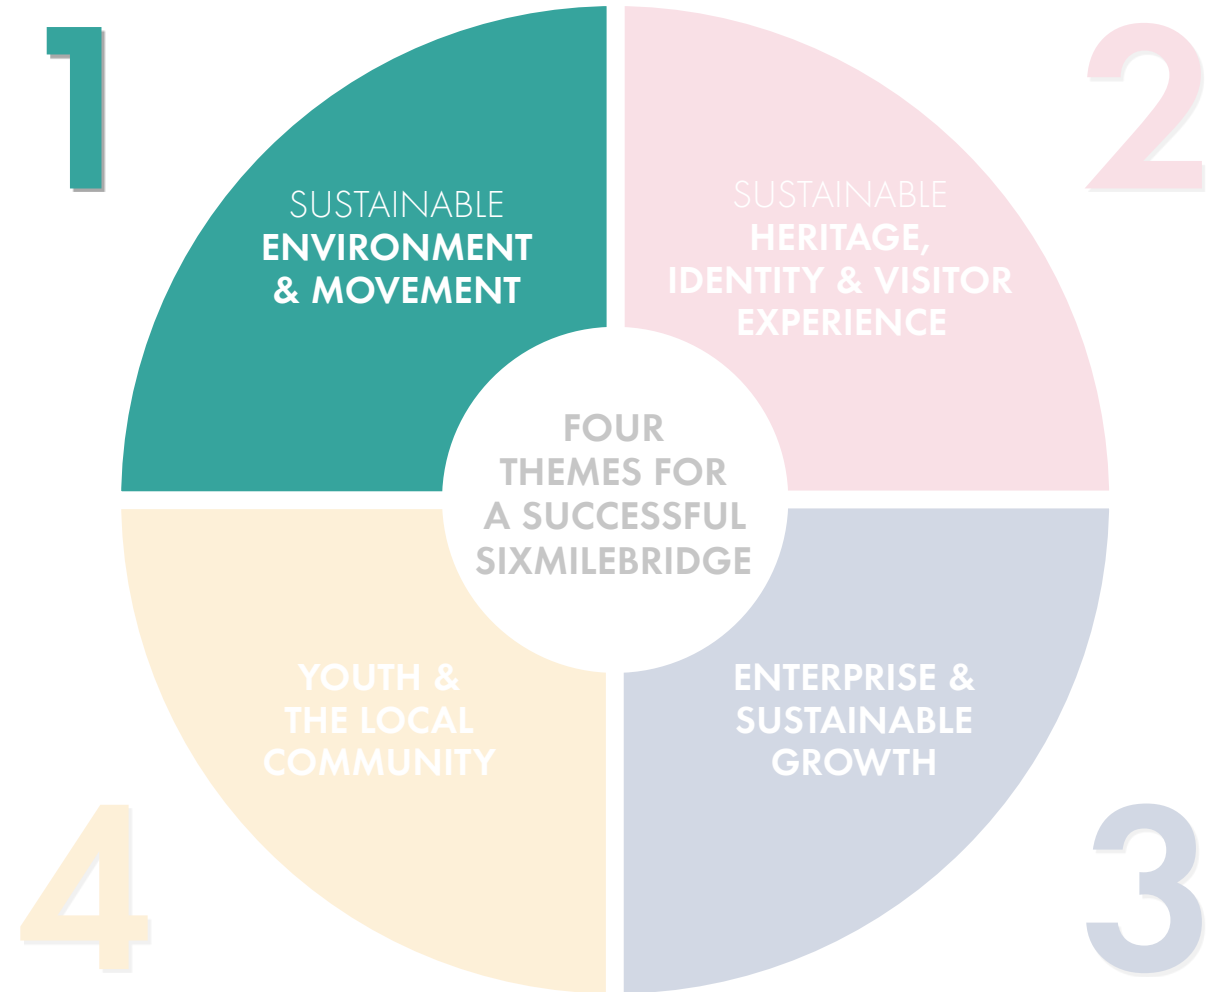 1
SUSTAINABLE
ENVIRONMENT
& MOVEMENT
2
SUSTAINABLE
HERITAGE,
IDENTITY & VISITOR
EXPERIENCE
FOUR
THEMES FOR
A SUCCESSFUL
SIXMILEBRIDGE
3
ENTERPRISE &
SUSTAINABLE
GROWTH
4
YOUTH &
THE LOCAL
COMMUNITY